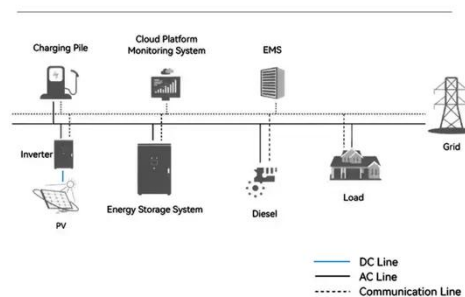 Charging Pile
Cloud Platform
Monitoring System
EMS
Grid
Inverter
PV
Energy Storage System
Diesel
Load
DC Line
AC Line
Communication Line